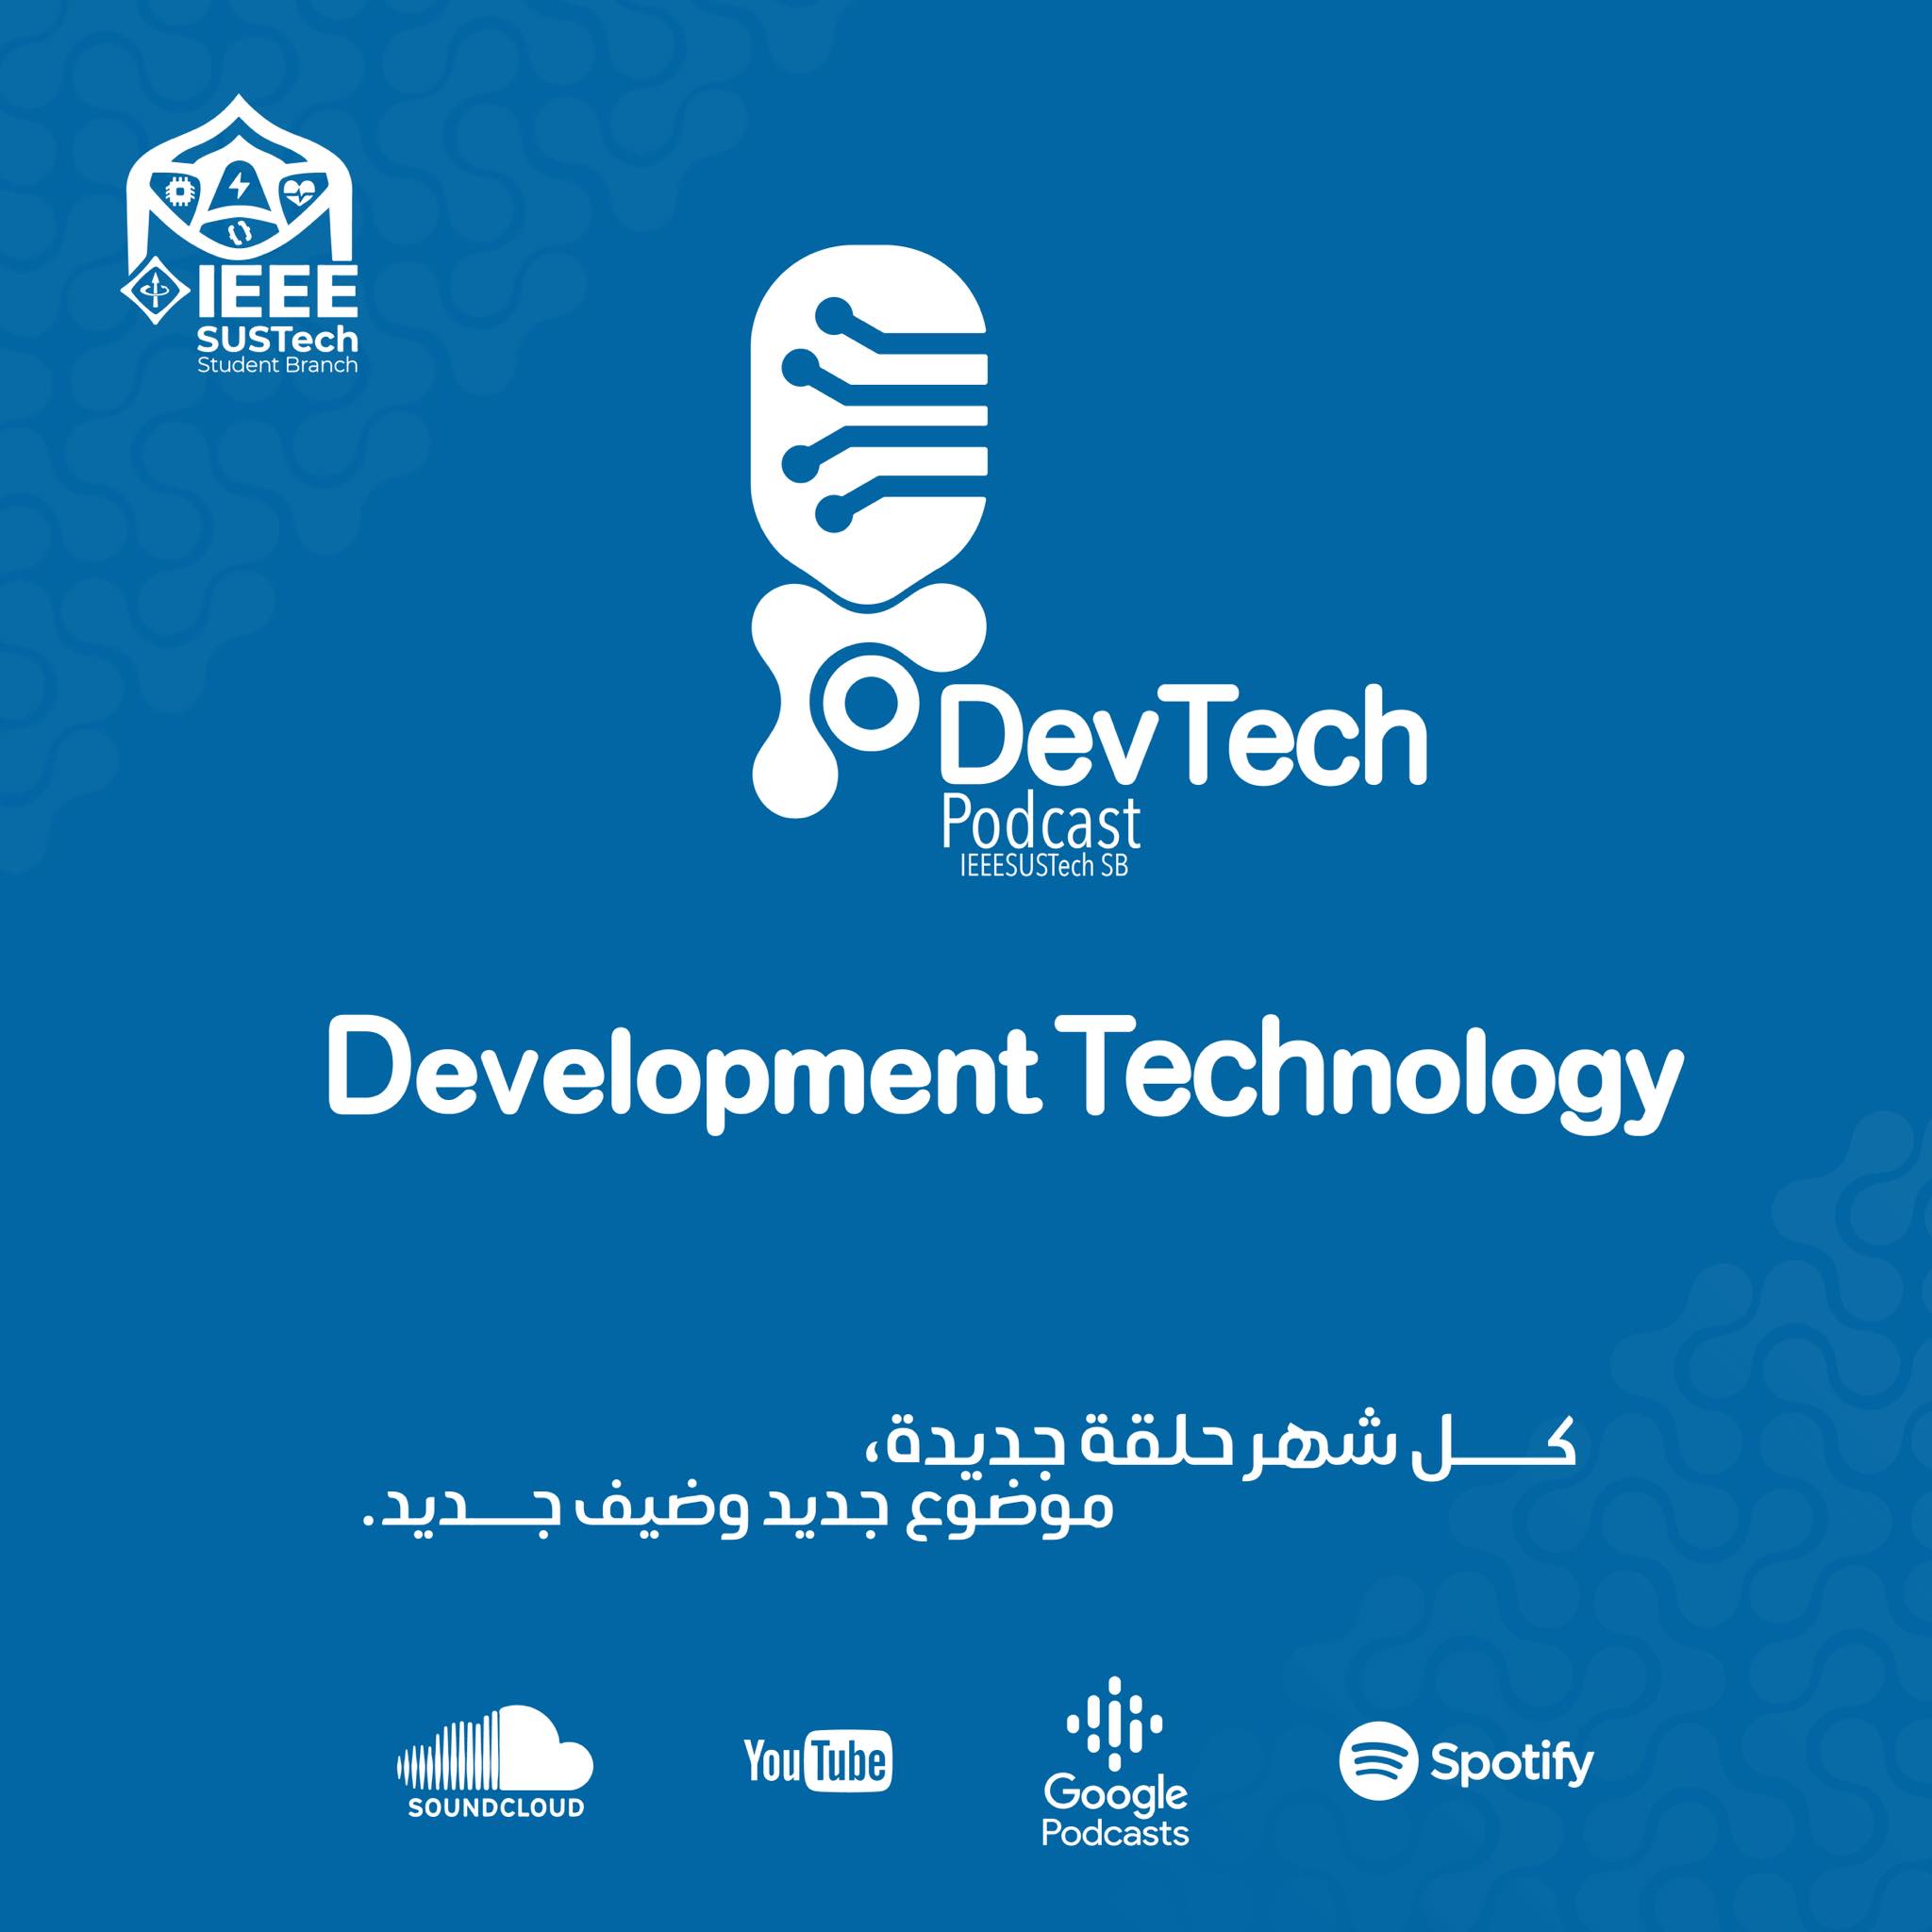 IEEE
SUSTech
Student Branch
DevTech
Podcast
IEEESUSTech SB
Development Technology
كـــل شهر حلقة جديدة،
موضوع جديد وضيف جـــديد.
SOUNDCLOUD
YouTube
Google
Podcasts
Spotify